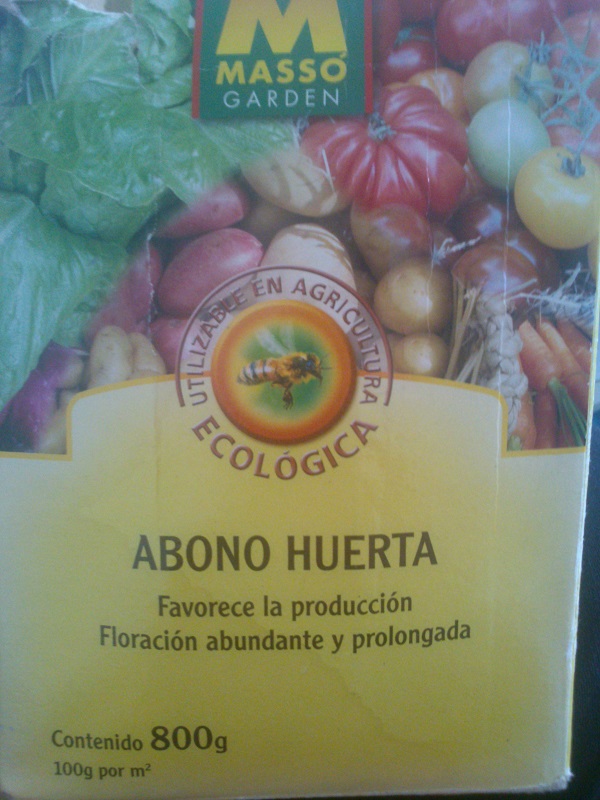 MASSÓ
GARDEN
UTILIZABLE EN AGRICULTURA
ECOLÓGICA
ABONO HUERTA
Favorece la producción
Floración abundante y prolongada
Contenido 800g
100g por m²